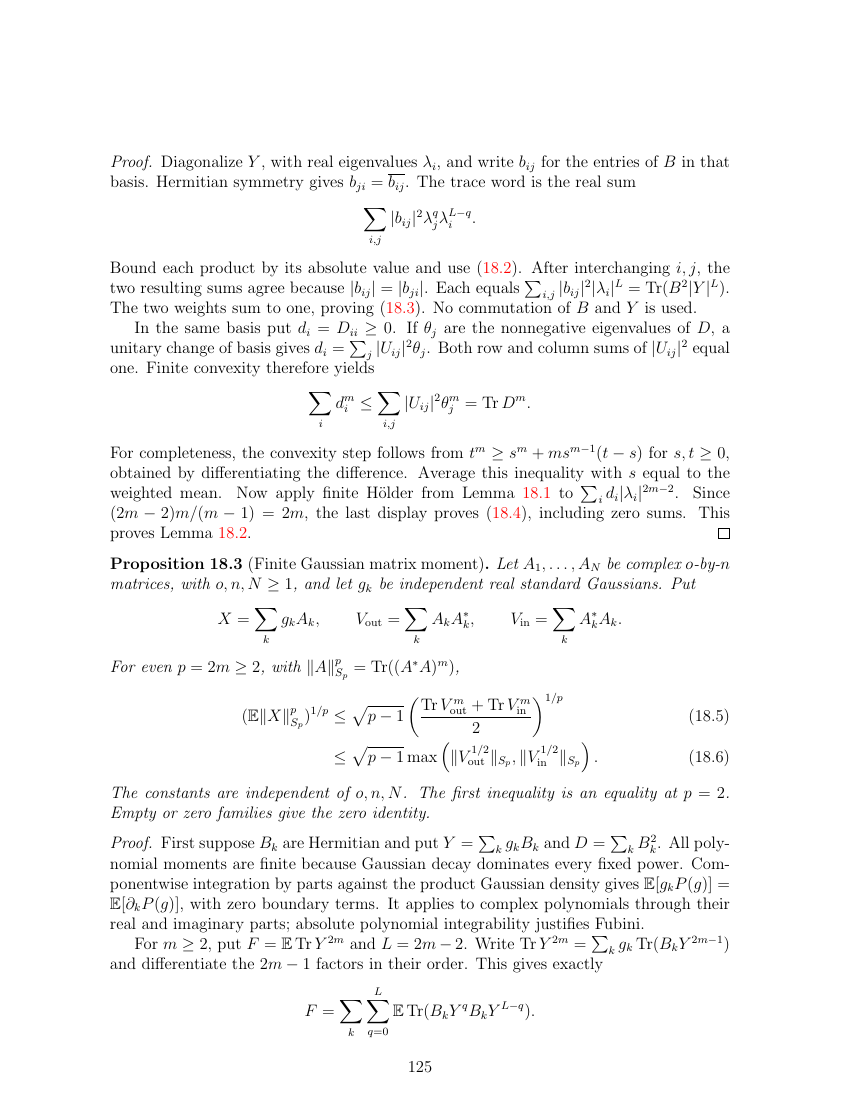 Proof. Diagonalize Y, with real eigenvalues λ_i, and write b_{ij} for the entries of B in that
basis. Hermitian symmetry gives b_{ji} = \overline{b_{ij}}. The trace word is the real sum
∑_{i,j} |b_{ij}|^2 λ_j^q λ_i^{L−q}.
Bound each product by its absolute value and use (18.2). After interchanging i, j, the
two resulting sums agree because |b_{ij}| = |b_{ji}|. Each equals ∑_{i,j} |b_{ij}|^2|λ_i|^L = Tr(B^2|Y|^L).
The two weights sum to one, proving (18.3). No commutation of B and Y is used.
In the same basis put d_i = D_{ii} ≥ 0. If θ_j are the nonnegative eigenvalues of D, a
unitary change of basis gives d_i = ∑_j |U_{ij}|^2θ_j. Both row and column sums of |U_{ij}|^2 equal
one. Finite convexity therefore yields
∑_i d_i^m ≤ ∑_{i,j} |U_{ij}|^2θ_j^m = Tr D^m.
For completeness, the convexity step follows from t^m ≥ s^m + ms^{m−1}(t − s) for s, t ≥ 0,
obtained by differentiating the difference. Average this inequality with s equal to the
weighted mean. Now apply finite Hölder from Lemma 18.1 to ∑_i d_i|λ_i|^{2m−2}. Since
(2m − 2)m/(m − 1) = 2m, the last display proves (18.4), including zero sums. This
proves Lemma 18.2. □
Proposition 18.3 (Finite Gaussian matrix moment). Let A_1, . . . , A_N be complex o-by-n
matrices, with o, n, N ≥ 1, and let g_k be independent real standard Gaussians. Put
X = ∑_k g_kA_k, V_{out} = ∑_k A_kA_k^*, V_{in} = ∑_k A_k^*A_k.
For even p = 2m ≥ 2, with ‖A‖_{S_p}^p = Tr((A^*A)^m),
(𝔼‖X‖_{S_p}^p)^{1/p} ≤ √(p − 1) ((Tr V_{out}^m + Tr V_{in}^m)/2)^{1/p} (18.5)
≤ √(p − 1) max (‖V_{out}^{1/2}‖_{S_p}, ‖V_{in}^{1/2}‖_{S_p}). (18.6)
The constants are independent of o, n, N. The first inequality is an equality at p = 2.
Empty or zero families give the zero identity.
Proof. First suppose B_k are Hermitian and put Y = ∑_k g_kB_k and D = ∑_k B_k^2. All poly-
nomial moments are finite because Gaussian decay dominates every fixed power. Com-
ponentwise integration by parts against the product Gaussian density gives 𝔼[g_kP(g)] =
𝔼[∂_kP(g)], with zero boundary terms. It applies to complex polynomials through their
real and imaginary parts; absolute polynomial integrability justifies Fubini.
For m ≥ 2, put F = 𝔼 Tr Y^{2m} and L = 2m − 2. Write Tr Y^{2m} = ∑_k g_k Tr(B_kY^{2m−1})
and differentiate the 2m − 1 factors in their order. This gives exactly
F = ∑_k ∑_{q=0}^L 𝔼 Tr(B_kY^qB_kY^{L−q}).
125